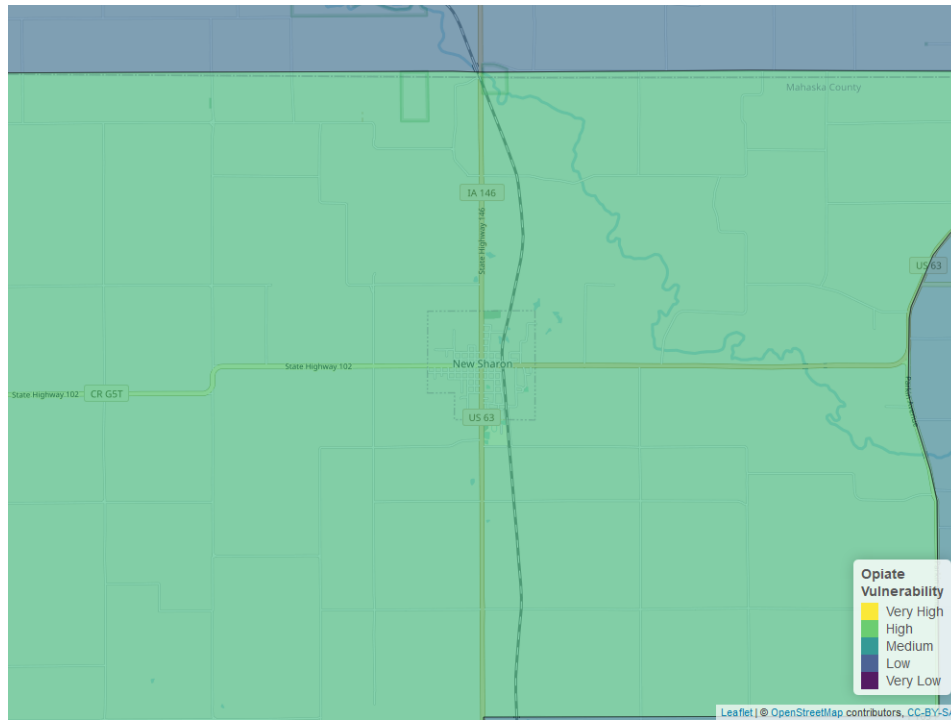 Mahaska County
IA 146
State Highway 146
US 63
New Sharon
State Highway 102
State Highway 102
CR G5T
US 63
Opiate
Vulnerability
Very High
High
Medium
Low
Very Low
Leaflet | © OpenStreetMap contributors, CC-BY-S